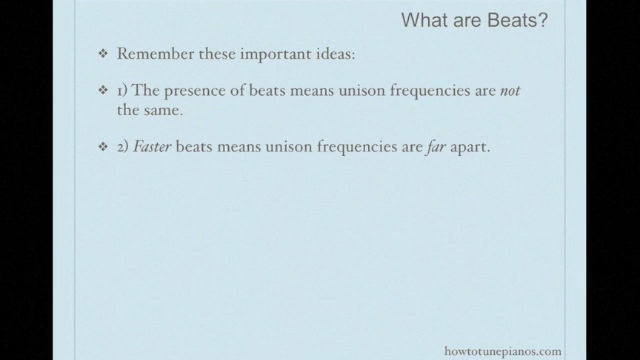 What are Beats?
❖ Remember these important ideas:
❖ 1) The presence of beats means unison frequencies are not
the same.
❖ 2) Faster beats means unison frequencies are far apart.
howtotunepianos.com